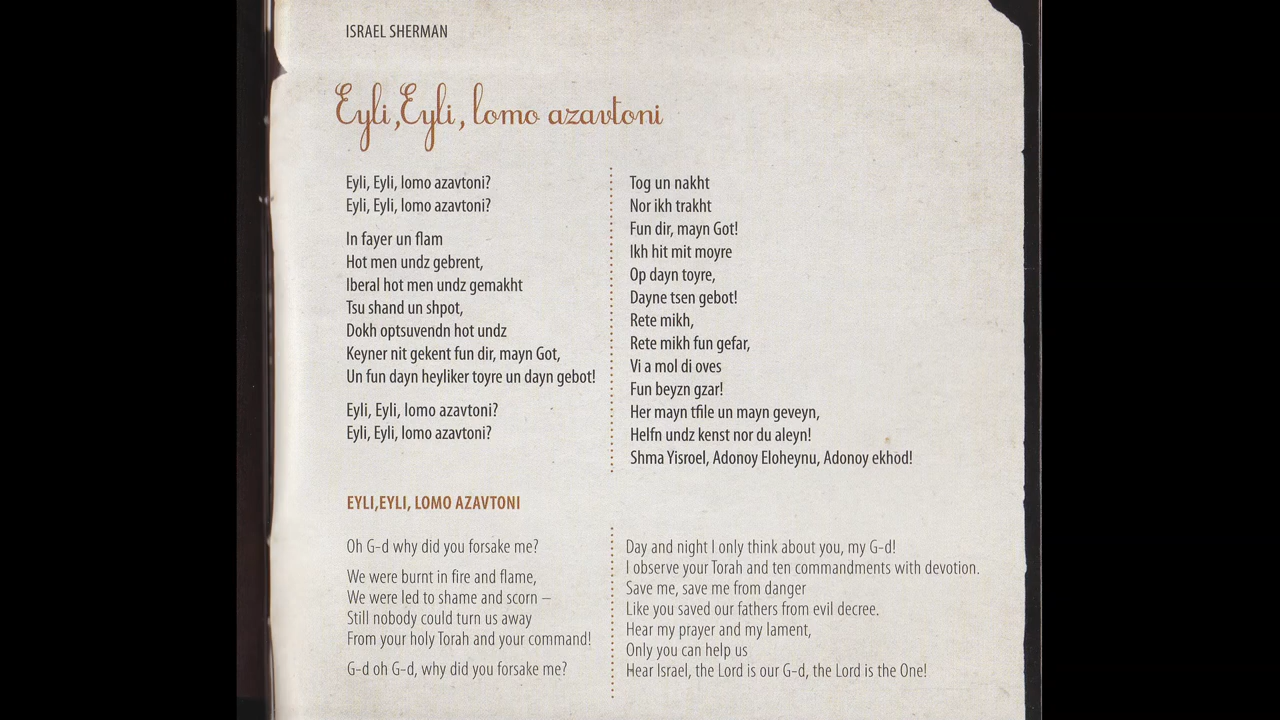 ISRAEL SHERMAN
Eyli,Eyli, lomo azavtoni
Eyli, Eyli, lomo azavtoni?
Eyli, Eyli, lomo azavtoni?
In fayer un flam
Hot men undz gebrent,
Iberal hot men undz gemakht
Tsu shand un shpot,
Dokh optsuvendn hot undz
Keyner nit gekent fun dir, mayn Got,
Un fun dayn heyliker toyre un dayn gebot!
Eyli, Eyli, lomo azavtoni?
Eyli, Eyli, lomo azavtoni?
Tog un nakht
Nor ikh trakht
Fun dir, mayn Got!
Ikh hit mit moyre
Op dayn toyre,
Dayne tsen gebot!
Rete mikh,
Rete mikh fun gefar,
Vi a mol di oves
Fun beyzn gzar!
Her mayn tfile un mayn geveyn,
Helfn undz kenst nor du aleyn!
Shma Yisroel, Adonoy Eloheynu, Adonoy ekhod!
EYLI,EYLI, LOMO AZAVTONI
Oh G-d why did you forsake me?
We were burnt in fire and flame,
We were led to shame and scorn –
Still nobody could turn us away
From your holy Torah and your command!
G-d oh G-d, why did you forsake me?
Day and night I only think about you, my G-d!
I observe your Torah and ten commandments with devotion.
Save me, save me from danger
Like you saved our fathers from evil decree.
Hear my prayer and my lament,
Only you can help us
Hear Israel, the Lord is our G-d, the Lord is the One!